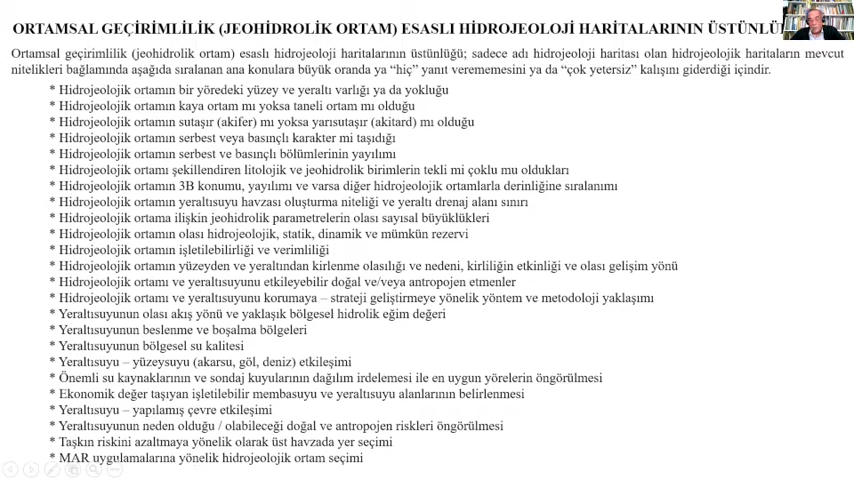 ORTAMSAL GEÇİRİMLİLİK (JEOHİDROLİK ORTAM) ESASLI HİDROJEOLOJİ HARİTALARININ
Ortamsal geçirimlilik (jeohidrolik ortam) esaslı hidrojeoloji haritalarının üstünlüğü; sadece adı hidrojeoloji haritası olan hidrojeolojik haritaların mevcut
nitelikleri bağlamında aşağıda sıralanan ana konulara büyük oranda ya “hiç” yanıt verememesini ya da “çok yetersiz” kalışını giderdiği içindir.
* Hidrojeolojik ortamın bir yöredeki yüzey ve yeraltı varlığı ya da yokluğu
* Hidrojeolojik ortamın kaya ortam mı yoksa taneli ortam mı olduğu
* Hidrojeolojik ortamın sutaşır (akifer) mı yoksa yarısutaşır (akitard) mı olduğu
* Hidrojeolojik ortamın serbest veya basınçlı karakter mi taşıdığı
* Hidrojeolojik ortamın serbest ve basınçlı bölümlerinin yayılımı
* Hidrojeolojik ortamı şekillendiren litolojik ve jeohidrolik birimlerin tekli mi çoklu mu oldukları
* Hidrojeolojik ortamın 3B konumu, yayılımı ve varsa diğer hidrojeolojik ortamlarla derinliğine sıralanımı
* Hidrojeolojik ortamın yeraltısuyu havzası oluşturma niteliği ve yeraltı drenaj alanı sınırı
* Hidrojeolojik ortama ilişkin jeohidrolik parametrelerin olası sayısal büyüklükleri
* Hidrojeolojik ortamın olası hidrojeolojik, statik, dinamik ve mümkün rezervi
* Hidrojeolojik ortamın işletilebilirliği ve verimliliği
* Hidrojeolojik ortamın yüzeyden ve yeraltından kirlenme olasılığı ve nedeni, kirliliğin etkinliği ve olası gelişim yönü
* Hidrojeolojik ortamı ve yeraltısuyunu etkileyebilir doğal ve/veya antropojen etmenler
* Hidrojeolojik ortamı ve yeraltısuyunu korumaya – strateji geliştirmeye yönelik yöntem ve metodoloji yaklaşımı
* Yeraltısuyunun olası akış yönü ve yaklaşık bölgesel hidrolik eğim değeri
* Yeraltısuyunun beslenme ve boşalma bölgeleri
* Yeraltısuyunun bölgesel su kalitesi
* Yeraltısuyu – yüzeysuyu (akarsu, göl, deniz) etkileşimi
* Önemli su kaynaklarının ve sondaj kuyularının dağılım irdelemesi ile en uygun yörelerin öngörülmesi
* Ekonomik değer taşıyan işletilebilir membasuyu ve yeraltısuyu alanlarının belirlenmesi
* Yeraltısuyu – yapılamış çevre etkileşimi
* Yeraltısuyunun neden olduğu / olabileceği doğal ve antropojen riskleri öngörülmesi
* Taşkın riskini azaltmaya yönelik olarak üst havzada yer seçimi
* MAR uygulamalarına yönelik hidrojeolojik ortam seçimi